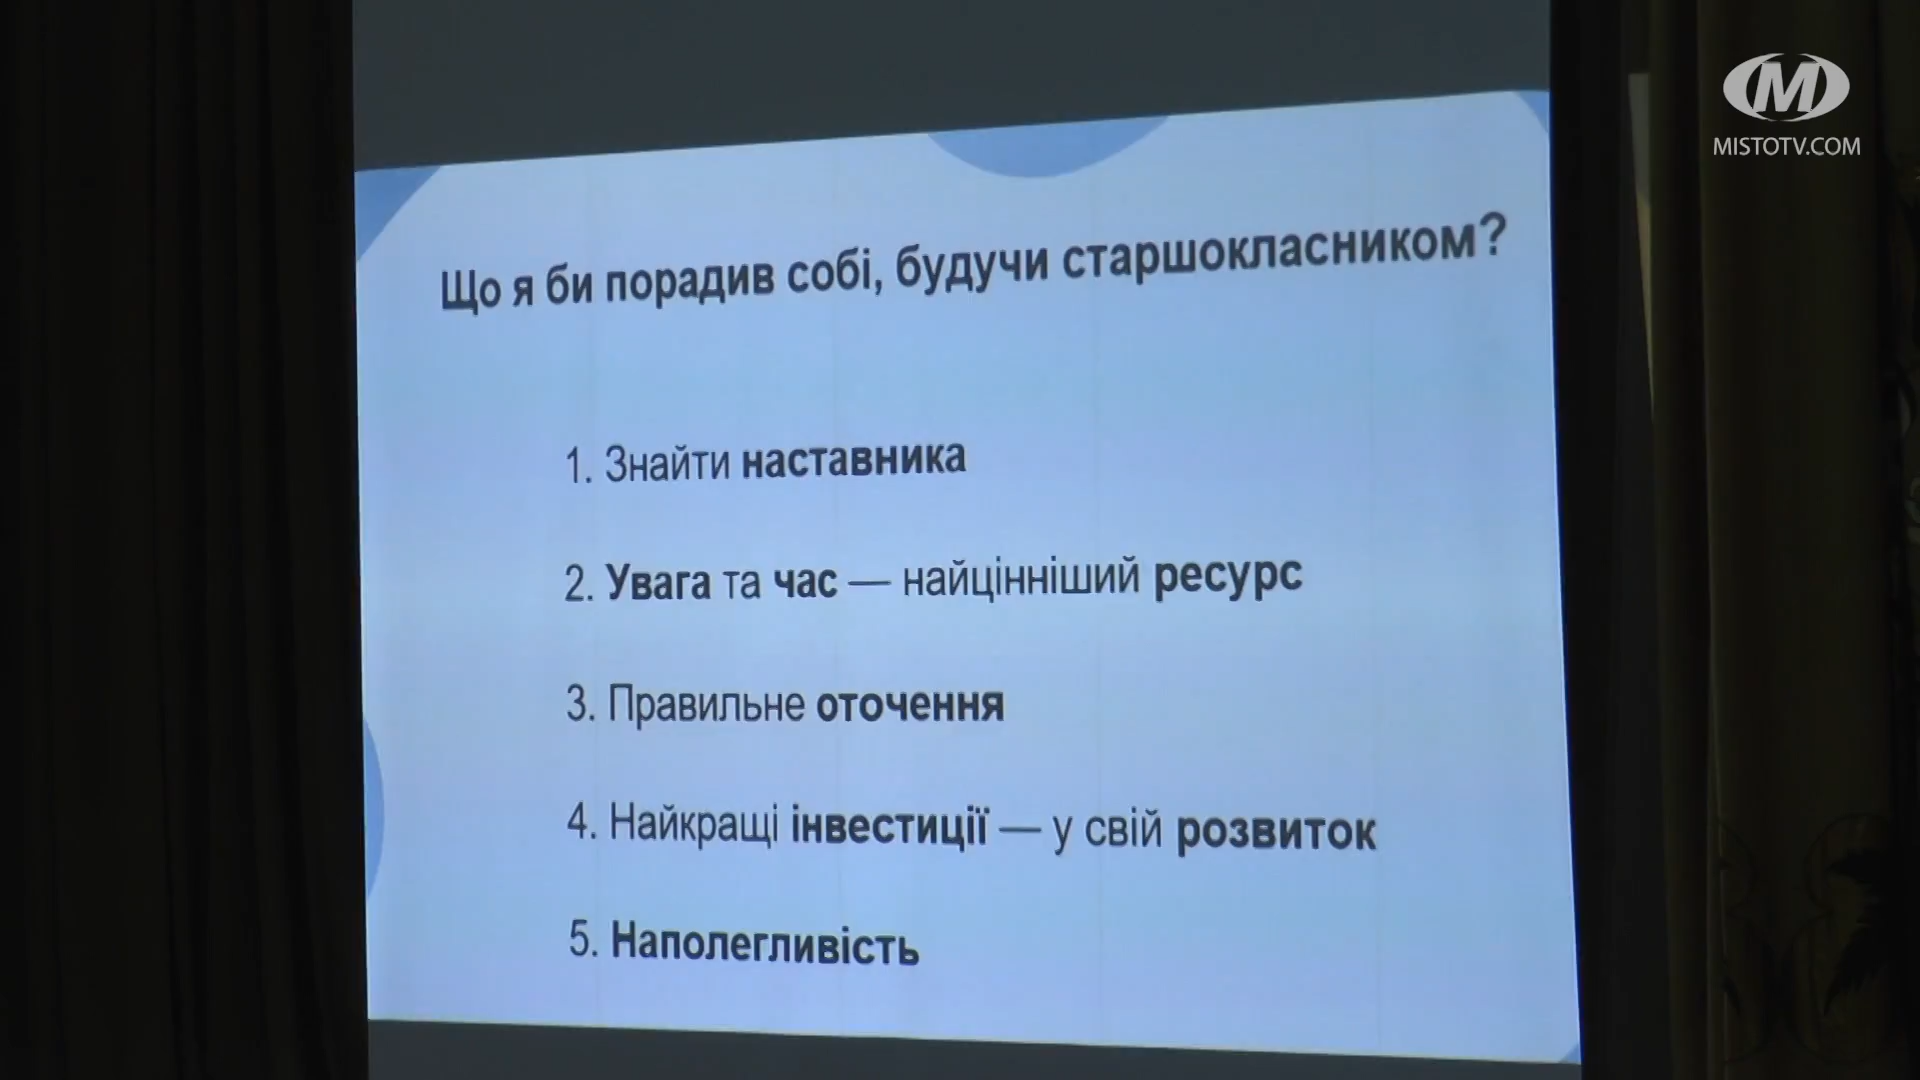 M
MISTOTV.COM
Що я би порадив собі, будучи старшокласником?
1. Знайти наставника
2. Увага та час — найцінніший ресурс
3. Правильне оточення
4. Найкращі інвестиції — у свій розвиток
5. Наполегливість